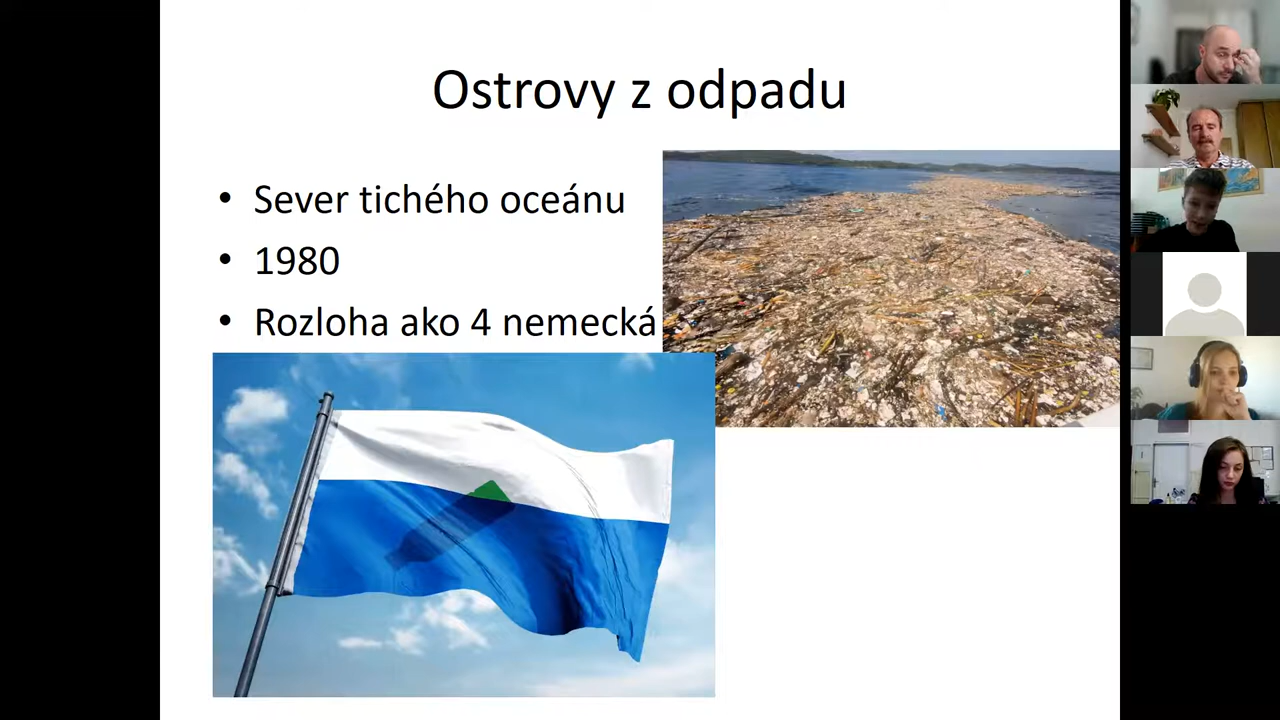 Ostrovy z odpadu
• Sever tichého oceánu
• 1980
• Rozloha ako 4 nemecká